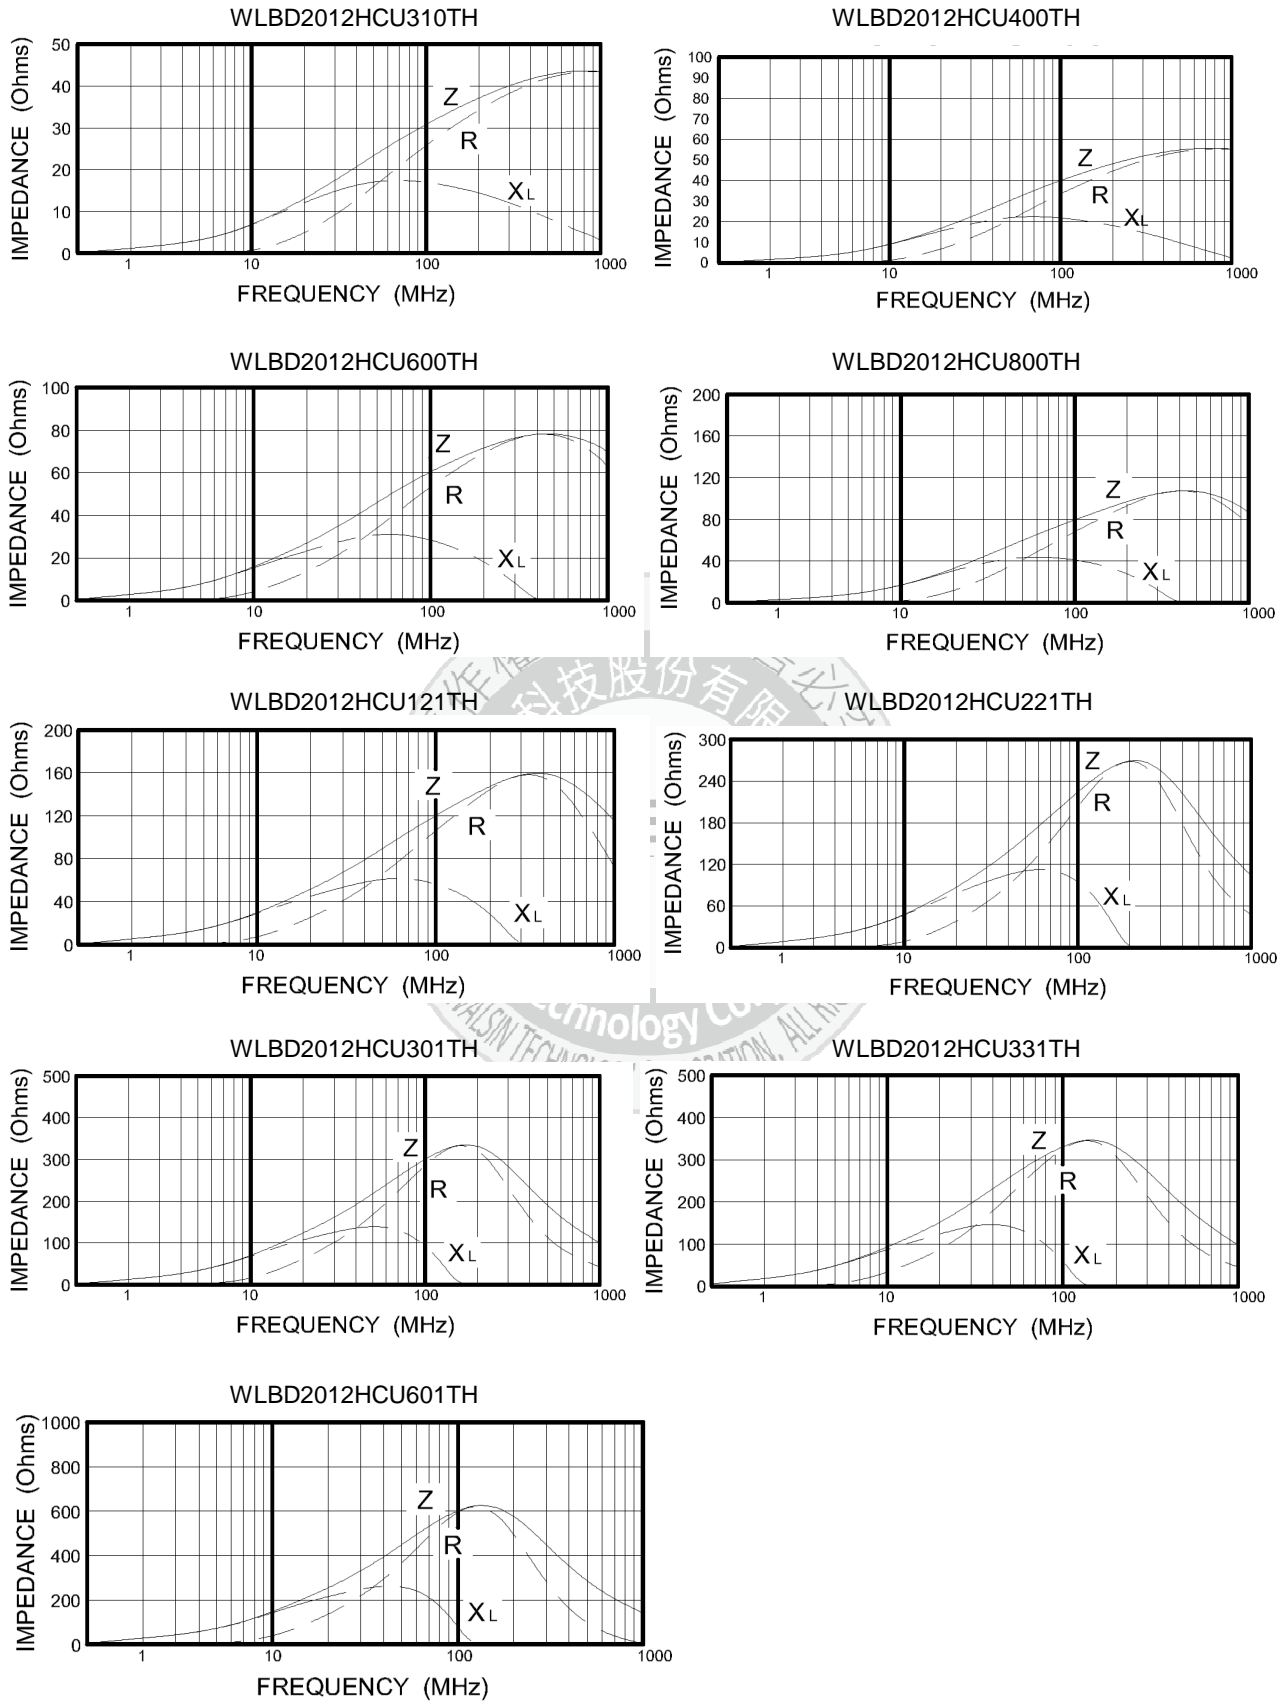 WLBD2012HCU310TH
IMPEDANCE (Ohms)
50
40
30
20
10
0
Z
R
XL
1
10
100
1000
FREQUENCY (MHz)
WLBD2012HCU400TH
IMPEDANCE (Ohms)
100
90
80
70
60
50
40
30
20
10
0
Z
R
XL
1
10
100
1000
FREQUENCY (MHz)
WLBD2012HCU600TH
IMPEDANCE (Ohms)
100
80
60
40
20
0
Z
R
XL
1
10
100
1000
FREQUENCY (MHz)
WLBD2012HCU800TH
IMPEDANCE (Ohms)
200
160
120
80
40
0
Z
R
XL
1
10
100
1000
FREQUENCY (MHz)
科技股份有限
WLBD2012HCU121TH
IMPEDANCE (Ohms)
200
160
120
80
40
0
Z
R
XL
1
10
100
1000
FREQUENCY (MHz)
WLBD2012HCU221TH
IMPEDANCE (Ohms)
300
240
180
120
60
0
Z
R
XL
1
10
100
1000
FREQUENCY (MHz)
WLBD2012HCU301TH
IMPEDANCE (Ohms)
500
400
300
200
100
0
Z
R
XL
1
10
100
1000
FREQUENCY (MHz)
WLBD2012HCU331TH
IMPEDANCE (Ohms)
500
400
300
200
100
0
Z
R
XL
1
10
100
1000
FREQUENCY (MHz)
WLBD2012HCU601TH
IMPEDANCE (Ohms)
1000
800
600
400
200
0
Z
R
XL
1
10
100
1000
FREQUENCY (MHz)